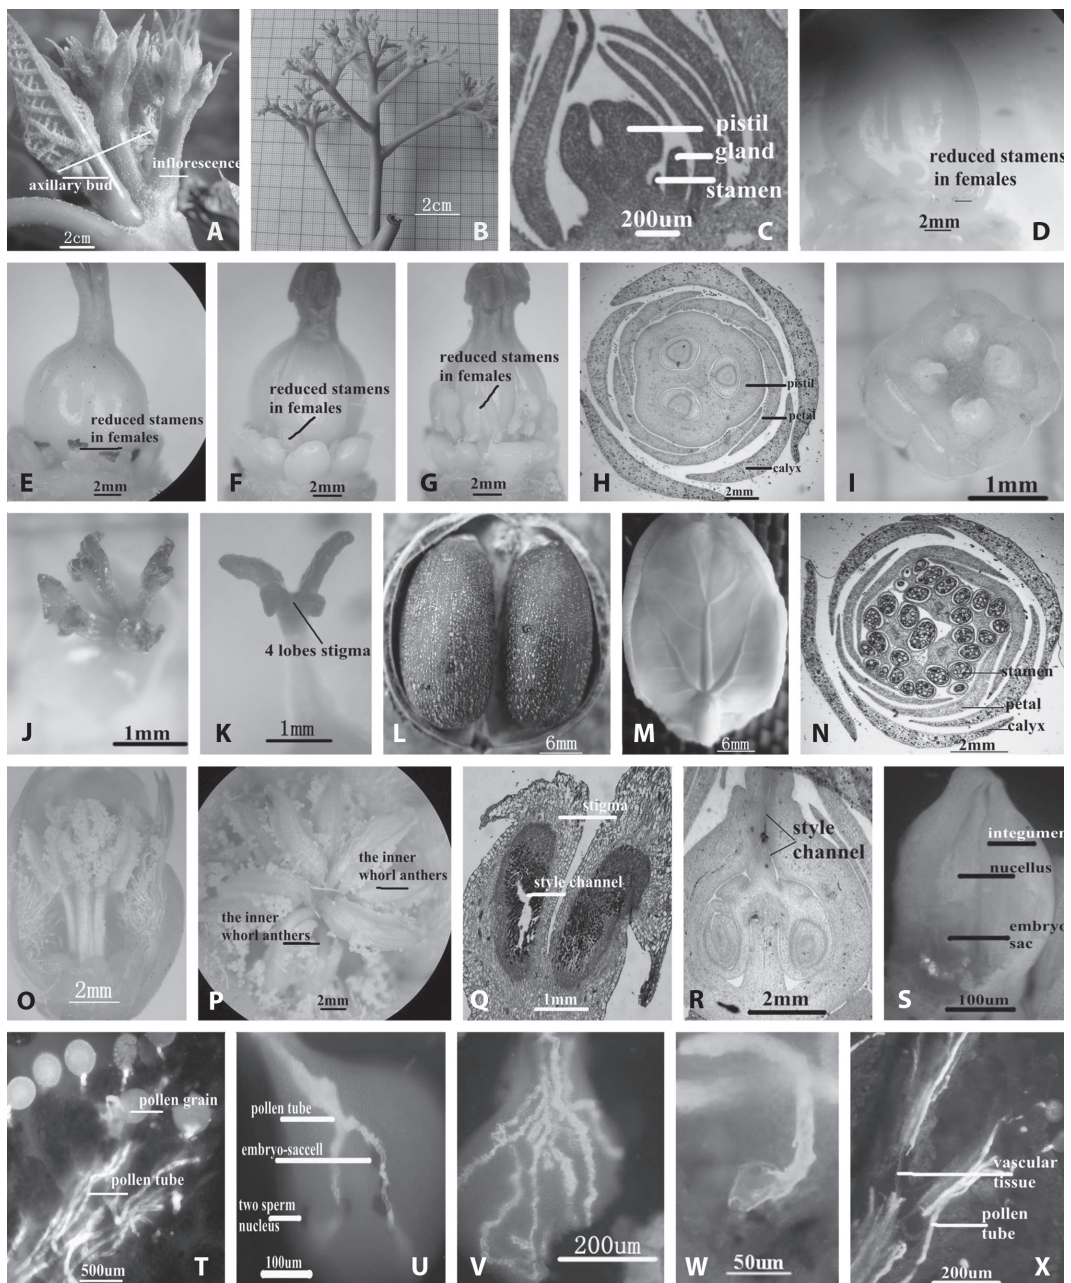 axillary bud
inflorescence
2cm
A
2cm
B
pistil
gland
stamen
200um
C
reduced stamens
in females
2mm
D
reduced stamens
in females
2mm
E
reduced stamens
in females
2mm
F
reduced stamens
in females
2mm
G
pistil
petal
calyx
2mm
H
1mm
I
1mm
J
4 lobes stigma
1mm
K
6mm
L
6mm
M
stamen
petal
calyx
2mm
N
2mm
O
the inner
whorl anthers
the inner
whorl anthers
2mm
P
stigma
style channel
1mm
Q
style
channel
2mm
R
integumen
nucellus
embryo
sac
100um
S
pollen grain
pollen tube
500um
T
pollen tube
embryo-saccell
two sperm
nucleus
100um
U
200um
V
50um
W
vascular
tissue
pollen
tube
200um
X